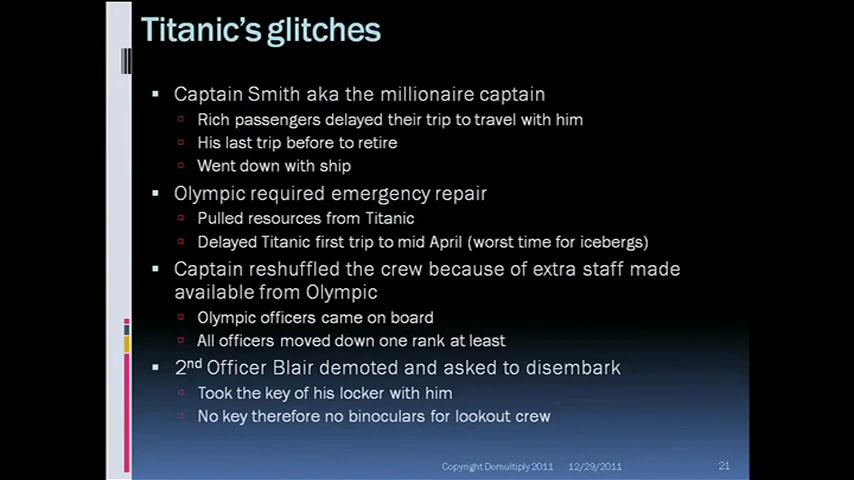 Titanic's glitches
Captain Smith aka the millionaire captain
Rich passengers delayed their trip to travel with him
His last trip before to retire
Went down with ship
Olympic required emergency repair
Pulled resources from Titanic
Delayed Titanic first trip to mid April (worst time for icebergs)
Captain reshuffled the crew because of extra staff made
available from Olympic
Olympic officers came on board
All officers moved down one rank at least
2nd Officer Blair demoted and asked to disembark
Took the key of his locker with him
No key therefore no binoculars for lookout crew
Copyright Demultiply 2011 12/29/2011 21